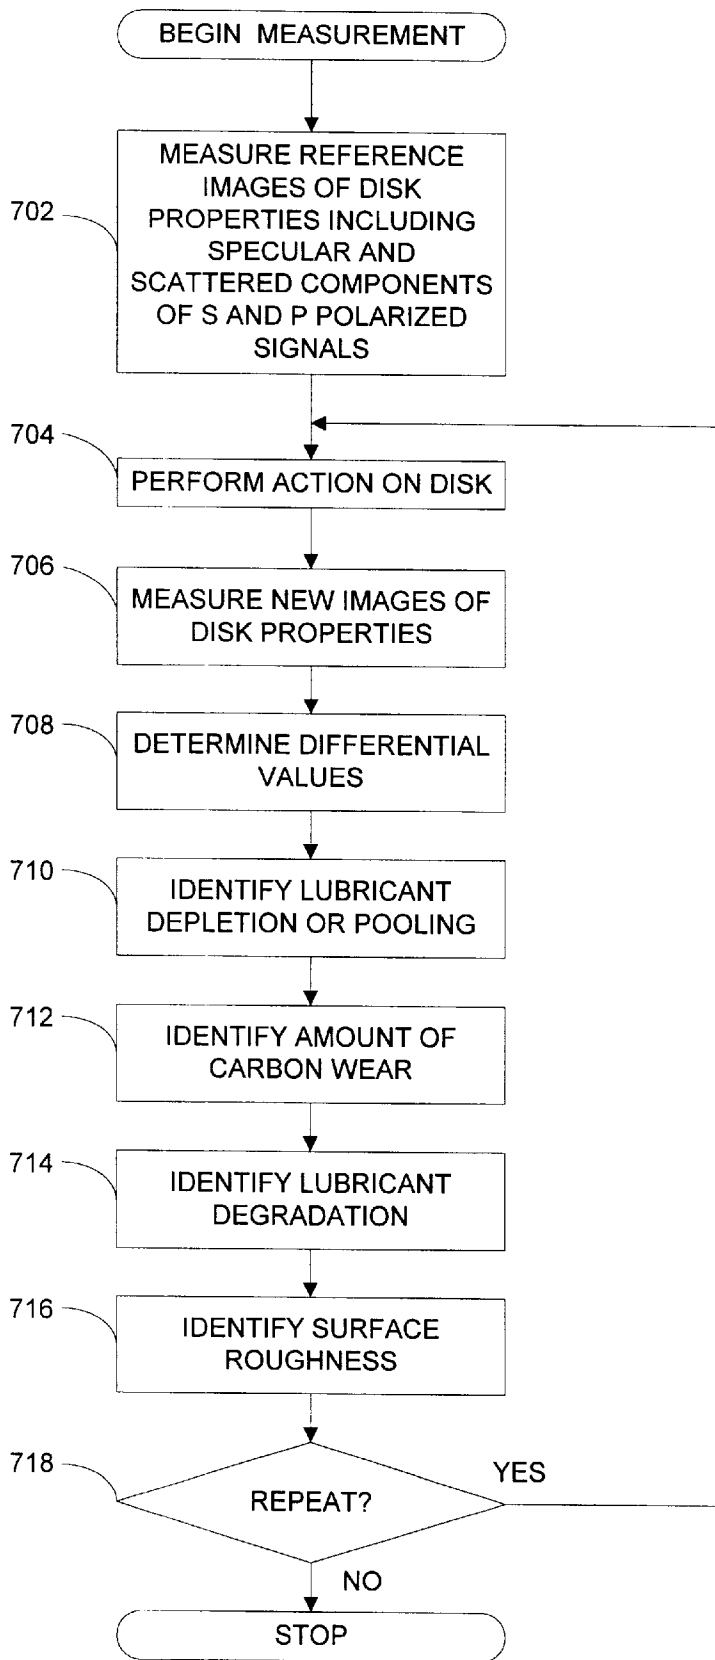 BEGIN MEASUREMENT
702
MEASURE REFERENCE
IMAGES OF DISK
PROPERTIES INCLUDING
SPECULAR AND
SCATTERED COMPONENTS
OF S AND P POLARIZED
SIGNALS
704
PERFORM ACTION ON DISK
706
MEASURE NEW IMAGES OF
DISK PROPERTIES
708
DETERMINE DIFFERENTIAL
VALUES
710
IDENTIFY LUBRICANT
DEPLETION OR POOLING
712
IDENTIFY AMOUNT OF
CARBON WEAR
714
IDENTIFY LUBRICANT
DEGRADATION
716
IDENTIFY SURFACE
ROUGHNESS
718
REPEAT?
YES
NO
STOP